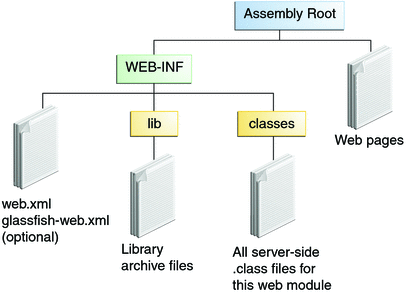 Assembly Root
WEB-INF
lib
classes
Web pages
web.xml
glassfish-web.xml
(optional)
Library
archive files
All server-side
.class files for
this web module